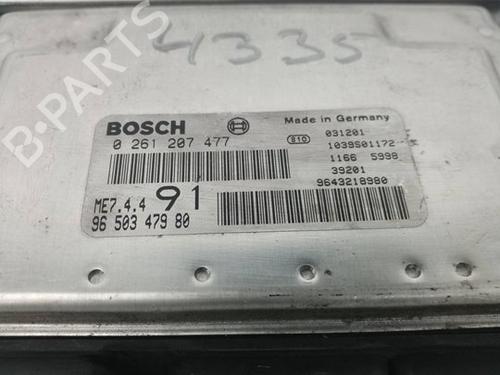 4335
BOSCH
0 261 207 477
Made in Germany
810 031201
1039S01172
1166 5998
39201
9643218980
ME7.4.4 91
96 503 479 80
B-PARTS